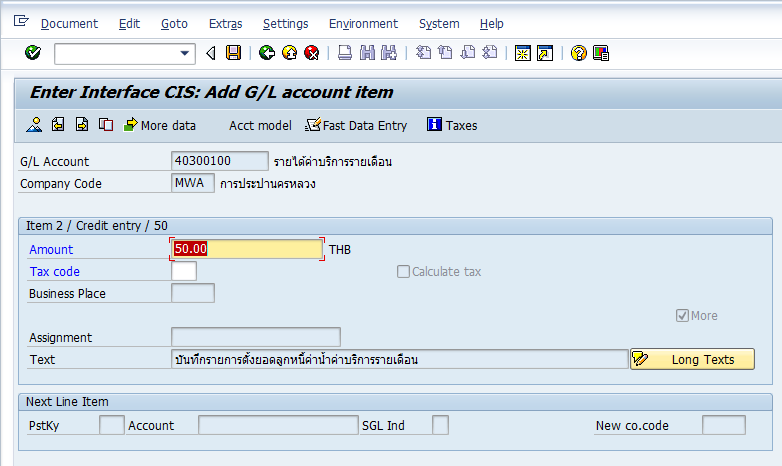 Document Edit Goto Extras Settings Environment System Help
Enter Interface CIS: Add G/L account item
More data Acct model Fast Data Entry Taxes
G/L Account 40300100 รายได้ค่าบริการรายเดือน
Company Code MWA การประปานครหลวง
Item 2 / Credit entry / 50
Amount 50.00 THB
Tax code Calculate tax
Business Place
More
Assignment
Text บันทึกรายการตั้งยอดลูกหนี้ค่าน้ำค่าบริการรายเดือน Long Texts
Next Line Item
PstKy Account SGL Ind New co.code